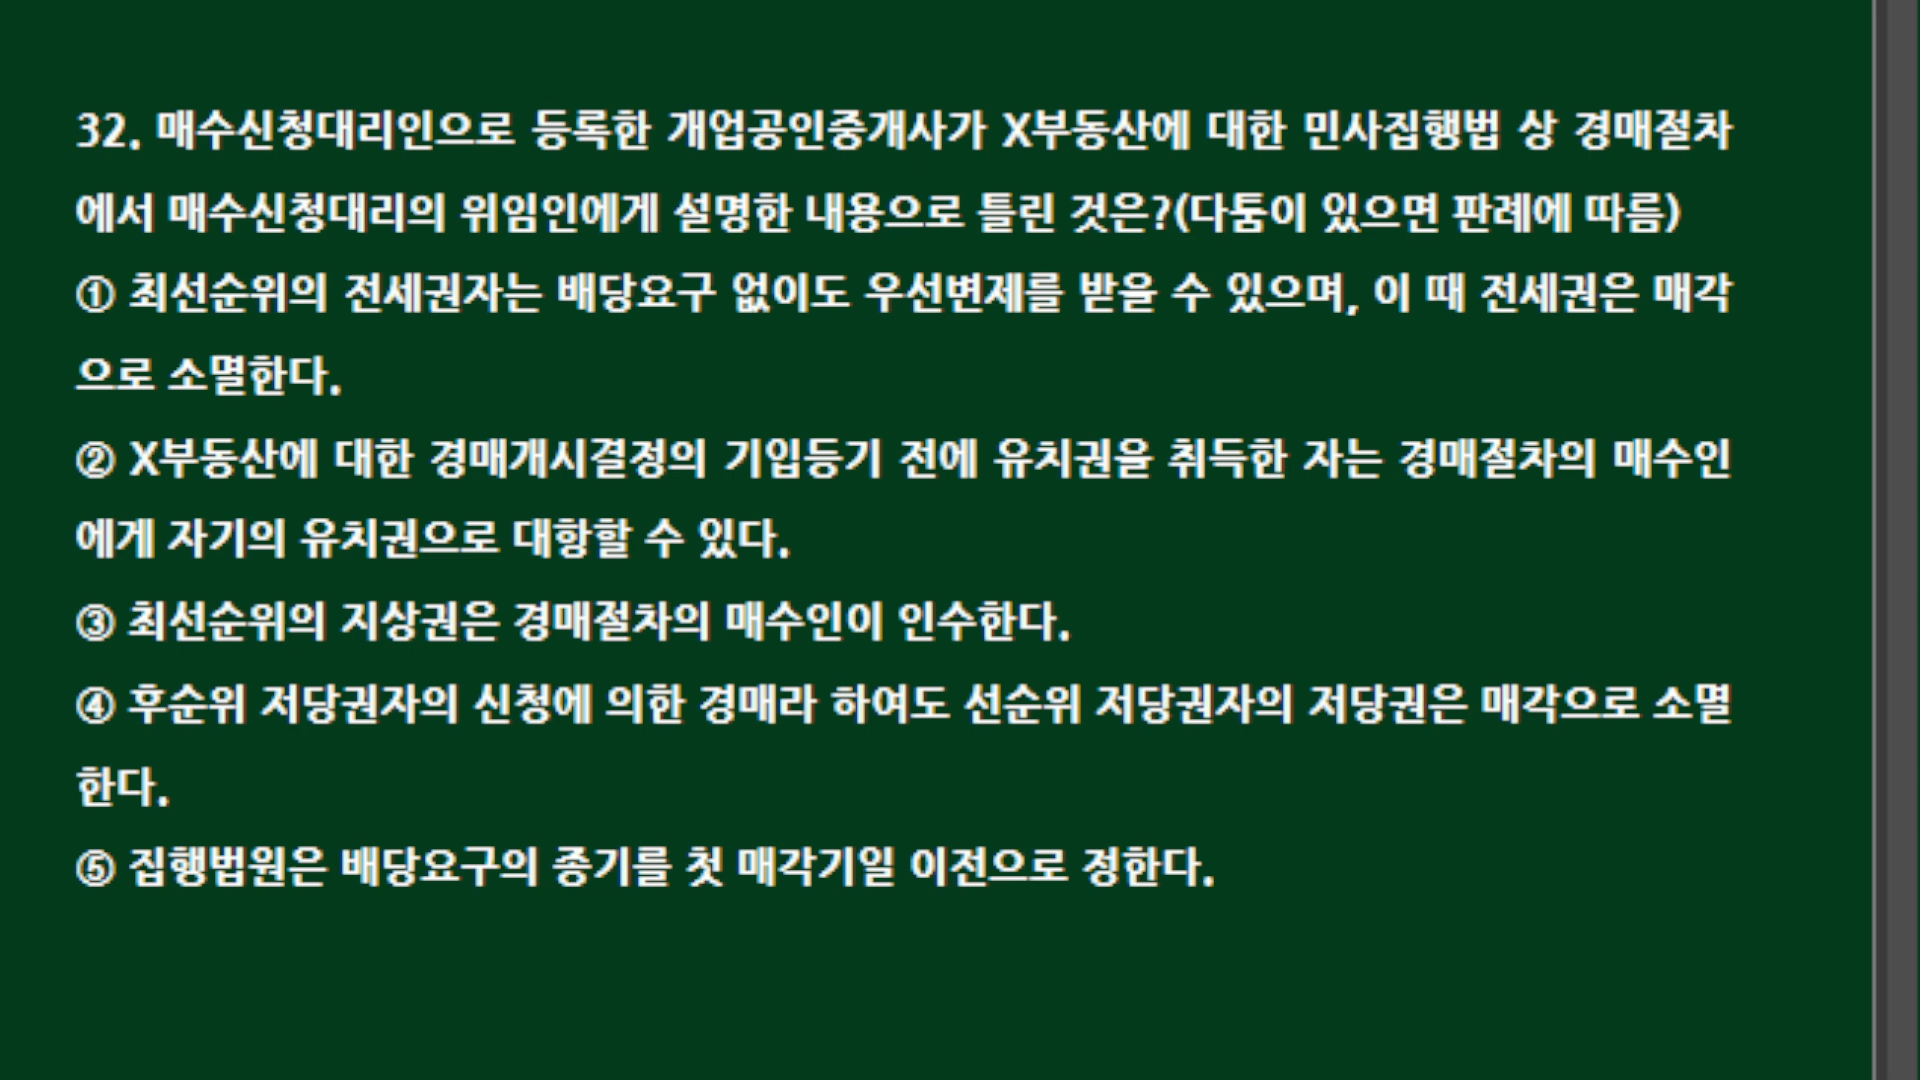 32. 매수신청대리인으로 등록한 개업공인중개사가 X부동산에 대한 민사집행법 상 경매절차
에서 매수신청대리의 위임인에게 설명한 내용으로 틀린 것은?(다툼이 있으면 판례에 따름)
① 최선순위의 전세권자는 배당요구 없이도 우선변제를 받을 수 있으며, 이 때 전세권은 매각
으로 소멸한다.
② X부동산에 대한 경매개시결정의 기입등기 전에 유치권을 취득한 자는 경매절차의 매수인
에게 자기의 유치권으로 대항할 수 있다.
③ 최선순위의 지상권은 경매절차의 매수인이 인수한다.
④ 후순위 저당권자의 신청에 의한 경매라 하여도 선순위 저당권자의 저당권은 매각으로 소멸
한다.
⑤ 집행법원은 배당요구의 종기를 첫 매각기일 이전으로 정한다.